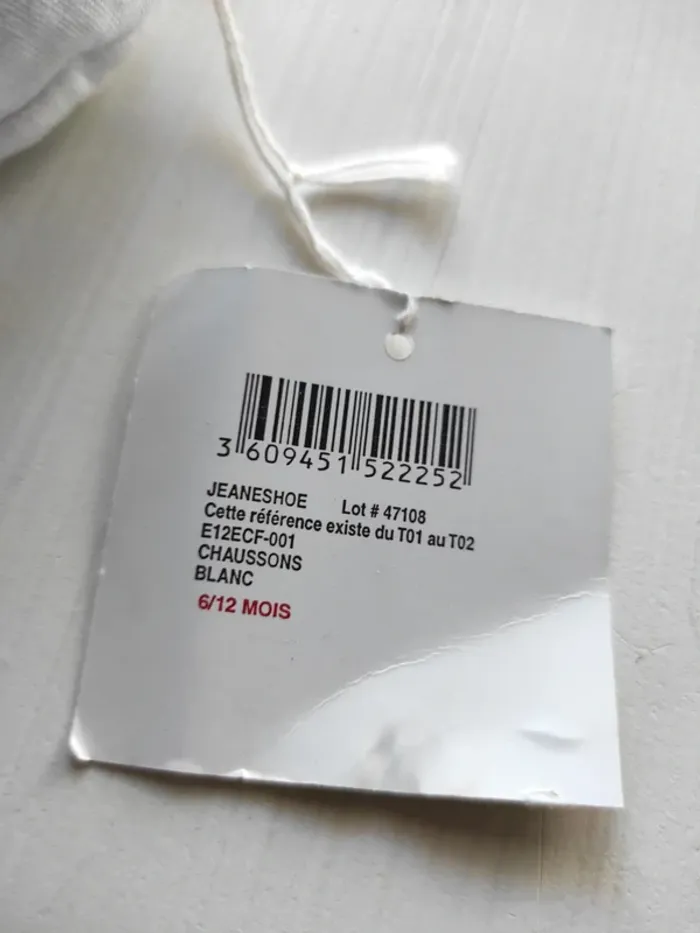 3 609451 522252
JEANESHOE Lot # 47108
Cette référence existe du T01 au T02
E12ECF-001
CHAUSSONS
BLANC
6/12 MOIS